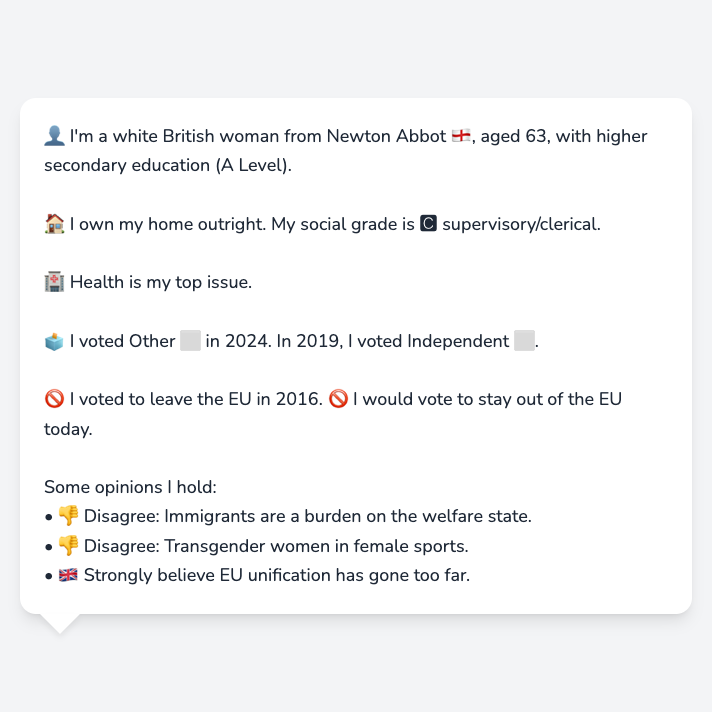 👤 I'm a white British woman from Newton Abbot 🏴󠁧󠁢󠁥󠁮󠁧󠁿, aged 63, with higher
secondary education (A Level).
🏠 I own my home outright. My social grade is 🅲 supervisory/clerical.
🏥 Health is my top issue.
🗳️ I voted Other ⬜ in 2024. In 2019, I voted Independent ⬜.
🚫 I voted to leave the EU in 2016. 🚫 I would vote to stay out of the EU
today.
Some opinions I hold:
• 👎 Disagree: Immigrants are a burden on the welfare state.
• 👎 Disagree: Transgender women in female sports.
• 🇬🇧 Strongly believe EU unification has gone too far.